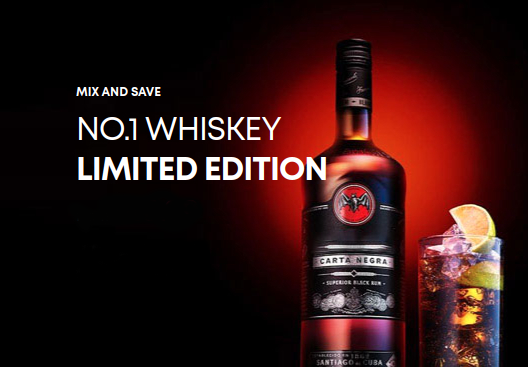 MIX AND SAVE
NO.1 WHISKEY
LIMITED EDITION
CARTA NEGRA
SUPERIOR BLACK RUM
SANTIAGO DE CUBA